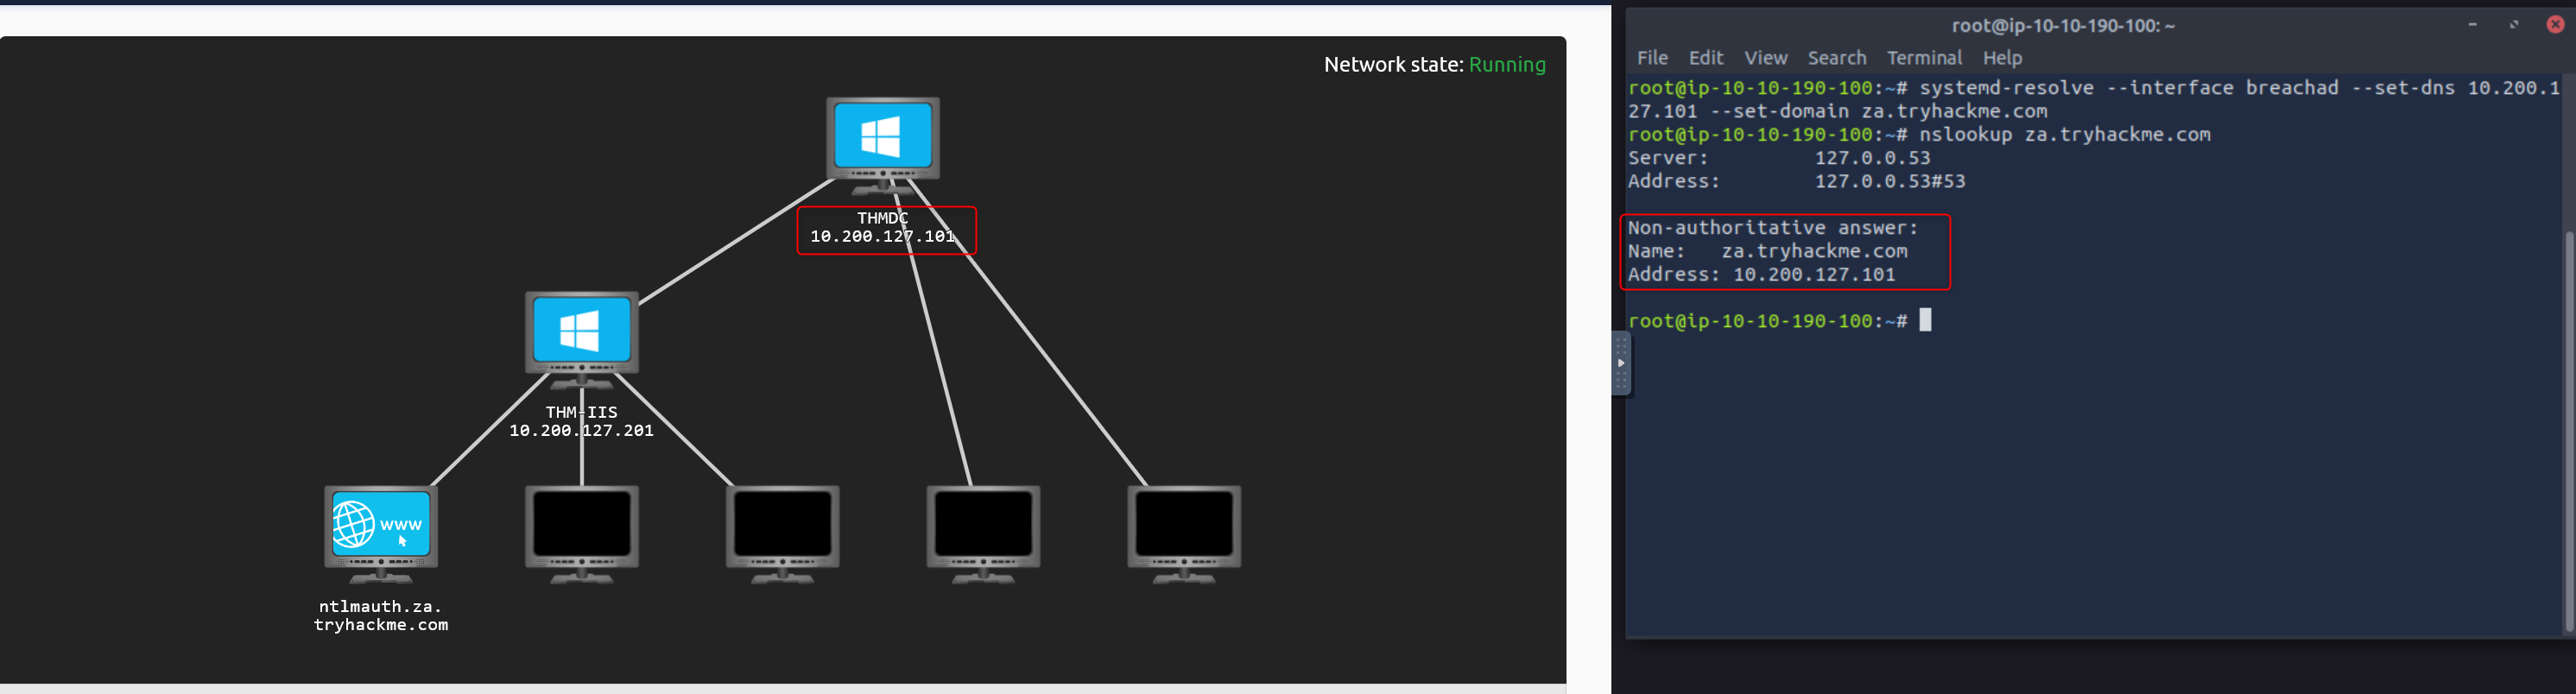 Network state: Running
THMDC
10.200.127.101
THM-IIS
10.200.127.201
www
ntlmauth.za.
tryhackme.com
root@ip-10-10-190-100: ~
File Edit View Search Terminal Help
root@ip-10-10-190-100:~# systemd-resolve --interface breachad --set-dns 10.200.1
27.101 --set-domain za.tryhackme.com
root@ip-10-10-190-100:~# nslookup za.tryhackme.com
Server: 127.0.0.53
Address: 127.0.0.53#53
Non-authoritative answer:
Name: za.tryhackme.com
Address: 10.200.127.101
root@ip-10-10-190-100:~#